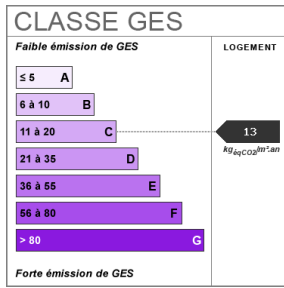 CLASSE GES
Faible émission de GES
LOGEMENT
≤ 5 A
6 à 10 B
11 à 20 C
13
kgéqCO2/m².an
21 à 35 D
36 à 55 E
56 à 80 F
> 80 G
Forte émission de GES